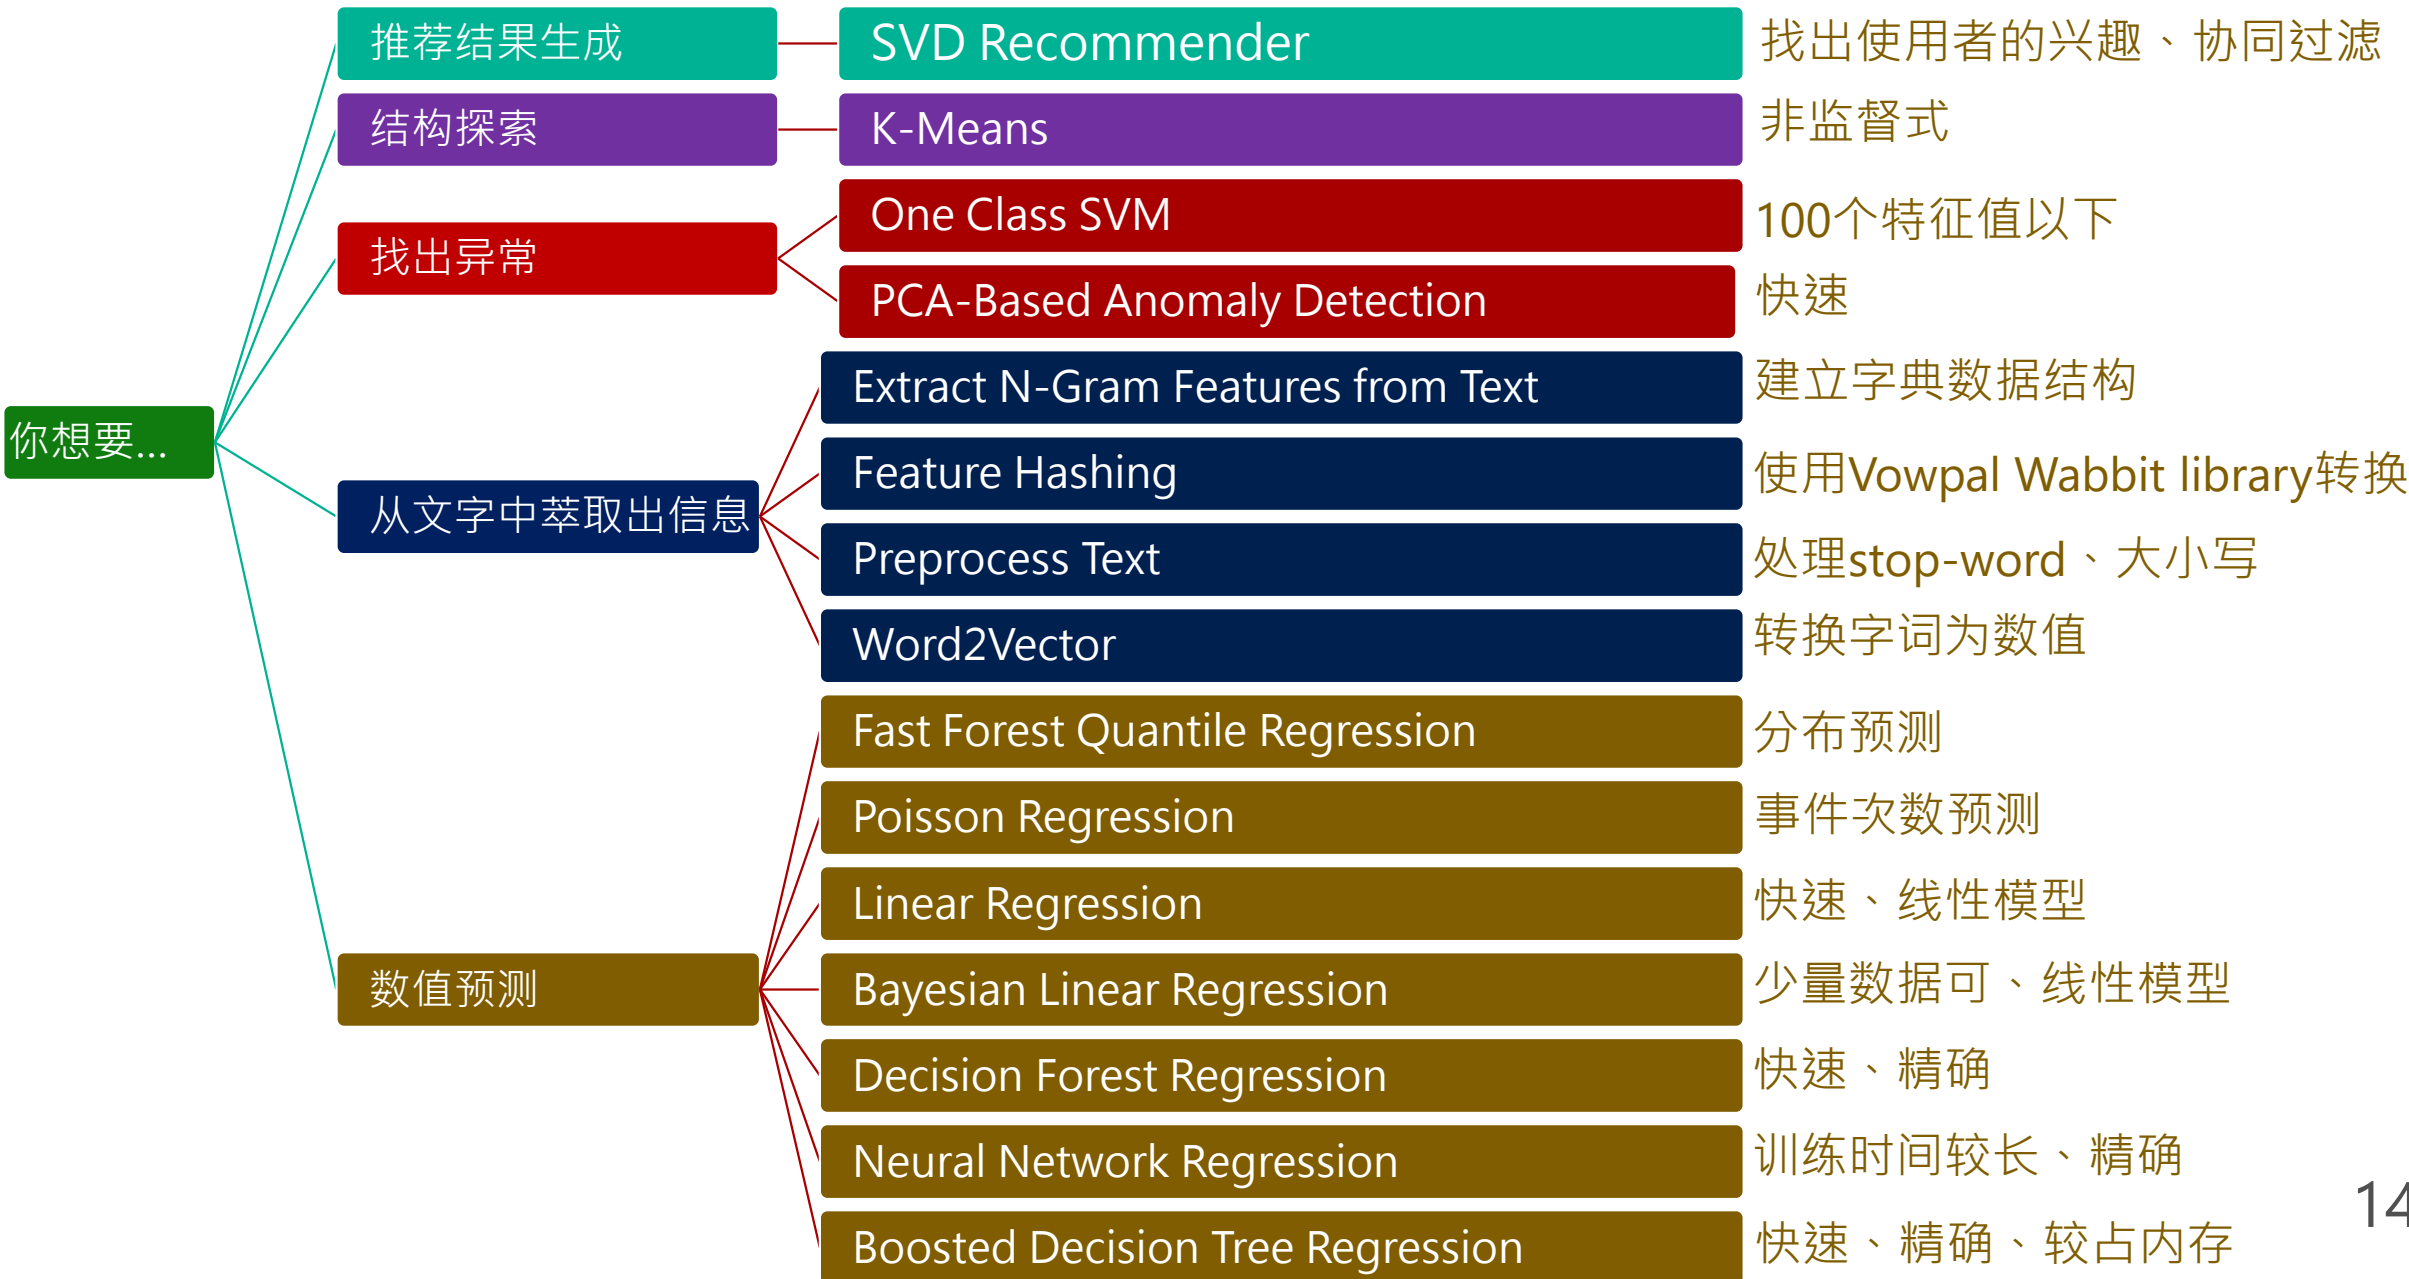 你想要...
推荐结果生成
SVD Recommender
找出使用者的兴趣、协同过滤
结构探索
K-Means
非监督式
找出异常
One Class SVM
100个特征值以下
PCA-Based Anomaly Detection
快速
从文字中萃取出信息
Extract N-Gram Features from Text
建立字典数据结构
Feature Hashing
使用Vowpal Wabbit library转换
Preprocess Text
处理stop-word、大小写
Word2Vector
转换字词为数值
数值预测
Fast Forest Quantile Regression
分布预测
Poisson Regression
事件次数预测
Linear Regression
快速、线性模型
Bayesian Linear Regression
少量数据可、线性模型
Decision Forest Regression
快速、精确
Neural Network Regression
训练时间较长、精确
Boosted Decision Tree Regression
快速、精确、较占内存
14